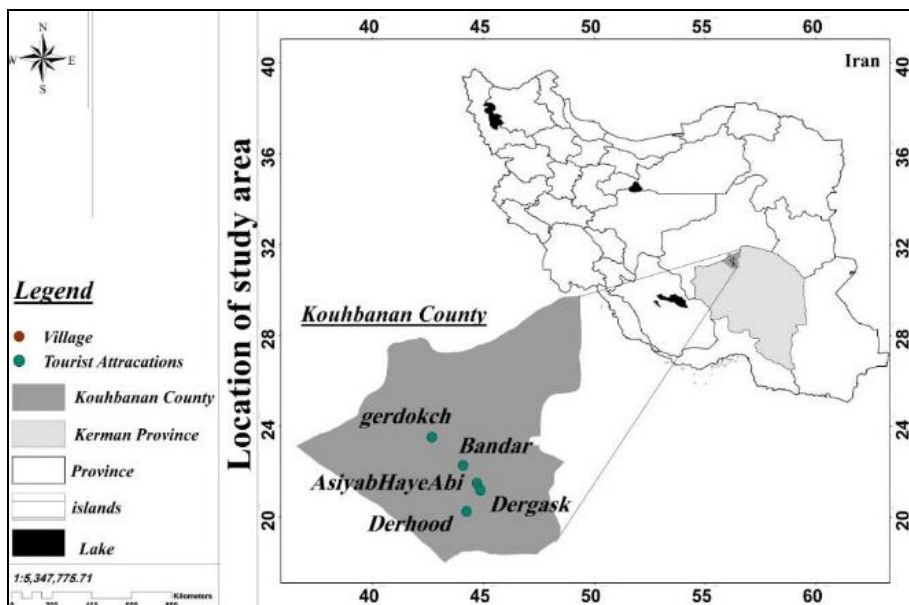 N
W E
S
Legend
Village
Tourist Attracations
Kouhbanan County
Kerman Province
Province
islands
Lake
1:5,347,775.71
Kilometers
Location of study area
40 45 50 55 60
Iran
40 40
36 36
32 32
28 28
24 24
20 20
Kouhbanan County
gerdokch
Bandar
AsiyabHayeAbi
Dergask
Derhood
40 45 50 55 60